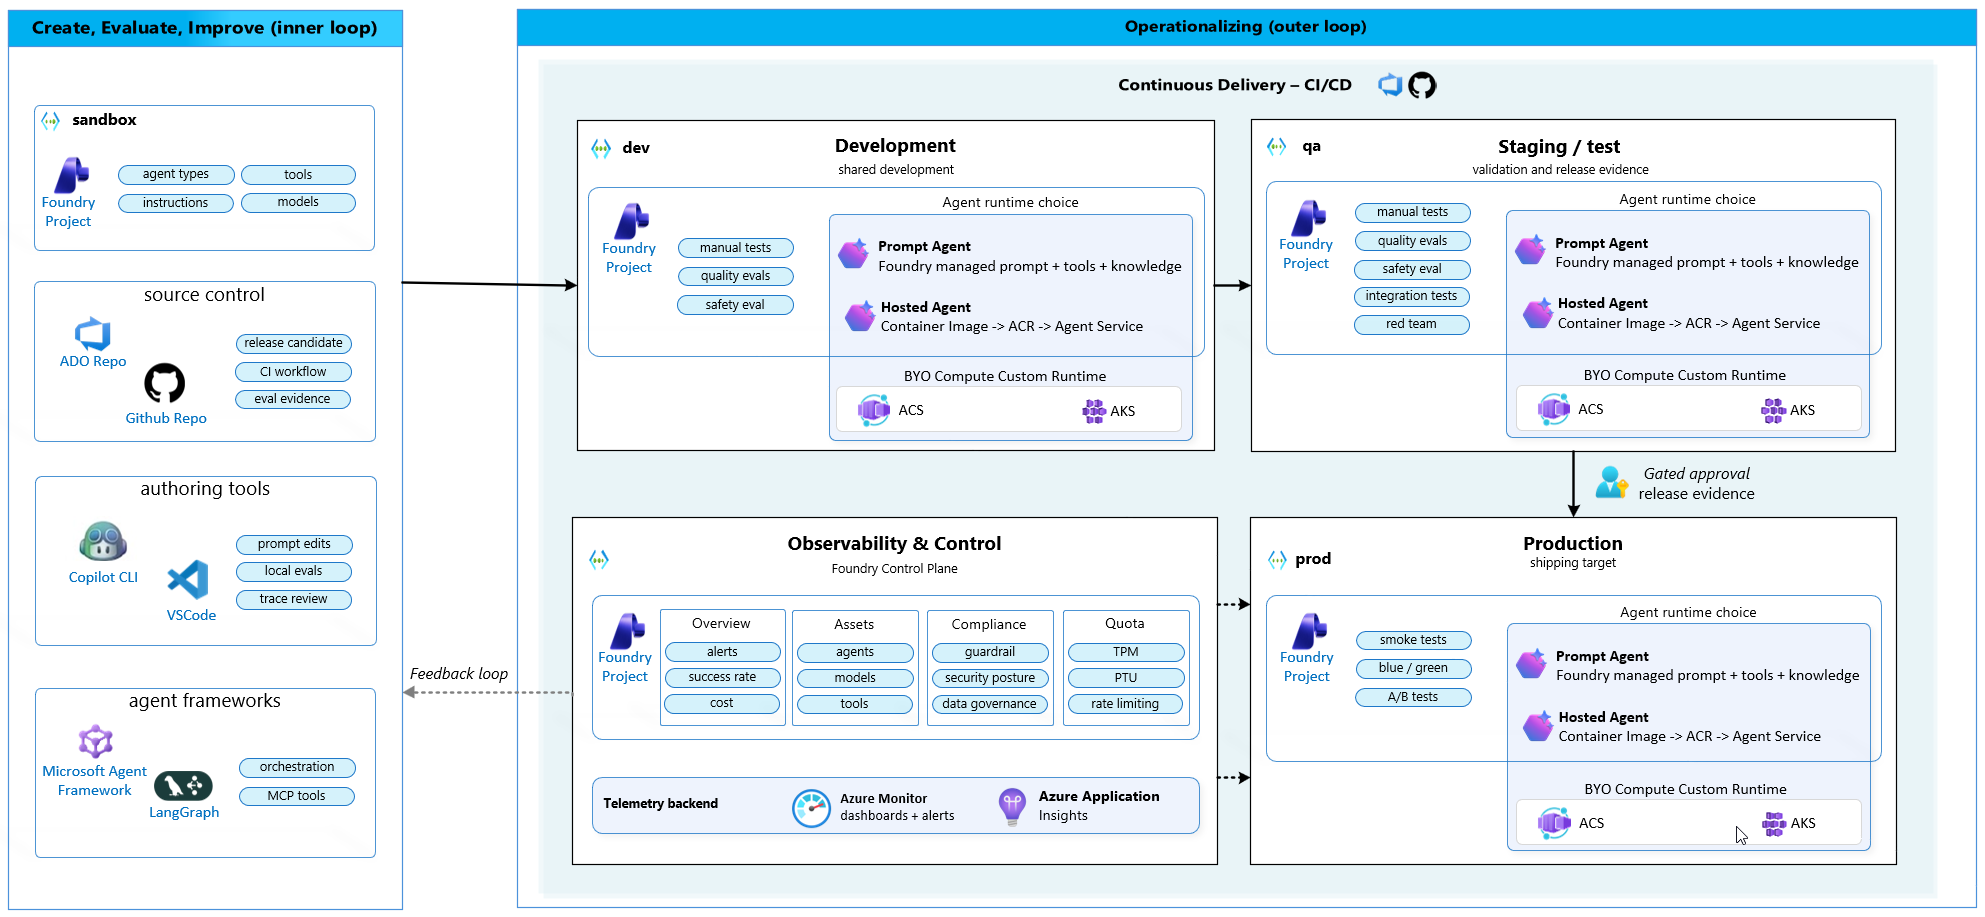 Create, Evaluate, Improve (inner loop)
sandbox
Foundry
Project
agent types
tools
instructions
models
source control
ADO Repo
Github Repo
release candidate
CI workflow
eval evidence
authoring tools
Copilot CLI
VSCode
prompt edits
local evals
trace review
agent frameworks
Microsoft Agent
Framework
LangGraph
orchestration
MCP tools
Feedback loop
Operationalizing (outer loop)
Continuous Delivery – CI/CD
dev
Development
shared development
Foundry
Project
manual tests
quality evals
safety eval
Agent runtime choice
Prompt Agent
Foundry managed prompt + tools + knowledge
Hosted Agent
Container Image -> ACR -> Agent Service
BYO Compute Custom Runtime
ACS
AKS
qa
Staging / test
validation and release evidence
Foundry
Project
manual tests
quality evals
safety eval
integration tests
red team
Agent runtime choice
Prompt Agent
Foundry managed prompt + tools + knowledge
Hosted Agent
Container Image -> ACR -> Agent Service
BYO Compute Custom Runtime
ACS
AKS
Gated approval
release evidence
Observability & Control
Foundry Control Plane
Foundry
Project
Overview
alerts
success rate
cost
Assets
agents
models
tools
Compliance
guardrail
security posture
data governance
Quota
TPM
PTU
rate limiting
Telemetry backend
Azure Monitor
dashboards + alerts
Azure Application
Insights
prod
Production
shipping target
Foundry
Project
smoke tests
blue / green
A/B tests
Agent runtime choice
Prompt Agent
Foundry managed prompt + tools + knowledge
Hosted Agent
Container Image -> ACR -> Agent Service
BYO Compute Custom Runtime
ACS
AKS